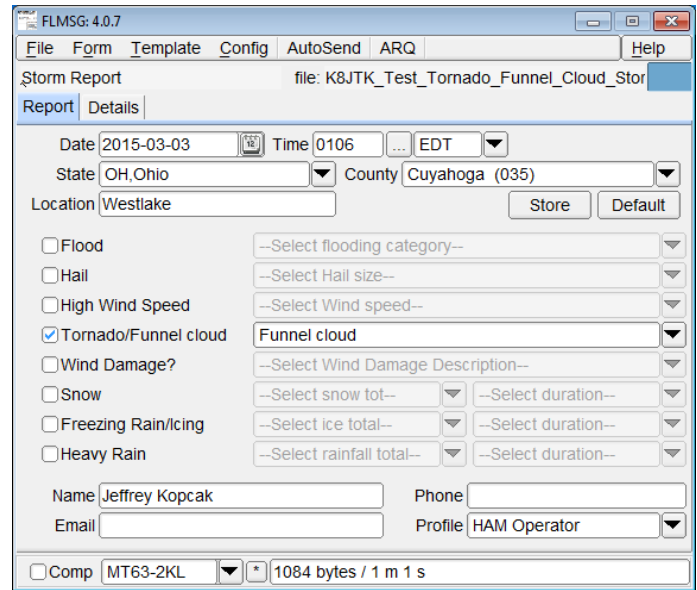 FLMSG: 4.0.7
File Form Template Config AutoSend ARQ Help
Storm Report file: K8JTK_Test_Tornado_Funnel_Cloud_Stor
Report Details
Date 2015-03-03 Time 0106 ... EDT
State OH,Ohio County Cuyahoga (035)
Location Westlake Store Default
Flood --Select flooding category--
Hail --Select Hail size--
High Wind Speed --Select Wind speed--
Tornado/Funnel cloud Funnel cloud
Wind Damage? --Select Wind Damage Description--
Snow --Select snow tot-- --Select duration--
Freezing Rain/Icing --Select ice total-- --Select duration--
Heavy Rain --Select rainfall total-- --Select duration--
Name Jeffrey Kopcak Phone
Email Profile HAM Operator
Comp MT63-2KL * 1084 bytes / 1 m 1 s